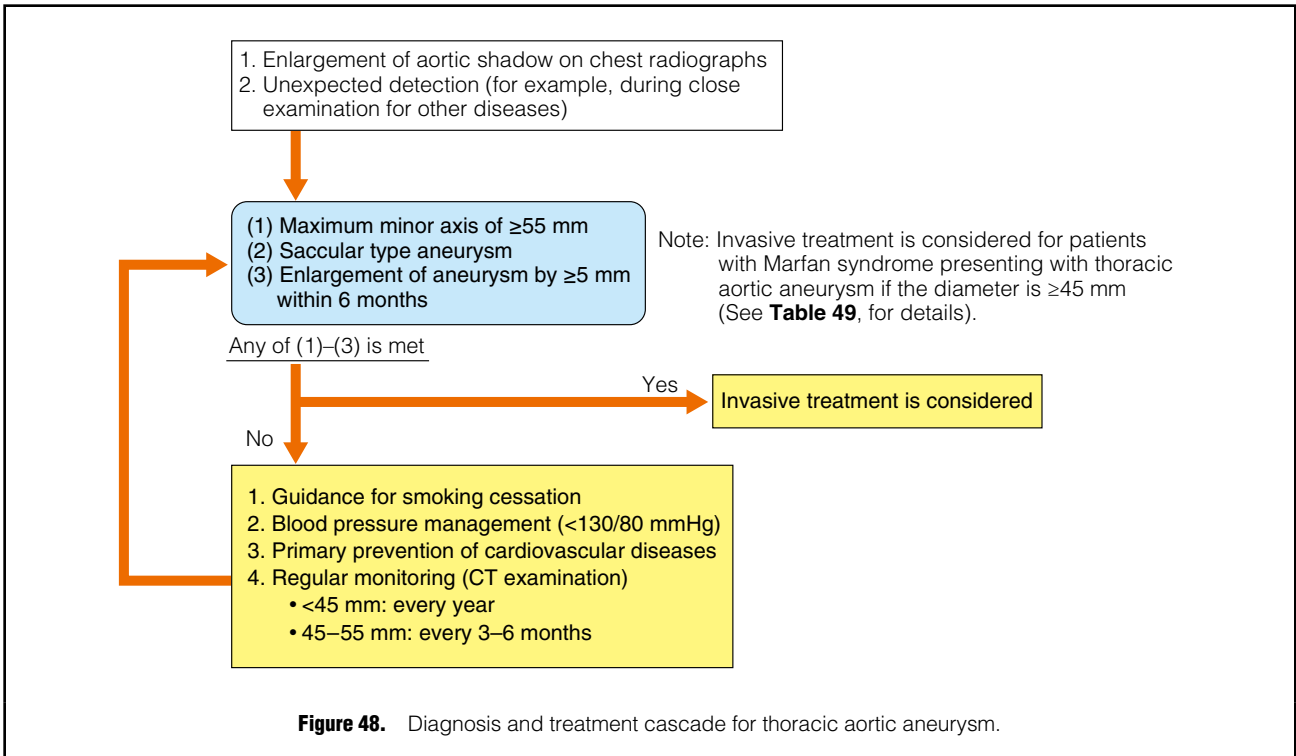 1. Enlargement of aortic shadow on chest radiographs
2. Unexpected detection (for example, during close
examination for other diseases)
(1) Maximum minor axis of ≥55 mm
(2) Saccular type aneurysm
(3) Enlargement of aneurysm by ≥5 mm
within 6 months
Note: Invasive treatment is considered for patients
with Marfan syndrome presenting with thoracic
aortic aneurysm if the diameter is ≥45 mm
(See Table 49, for details).
Any of (1)–(3) is met
Yes
Invasive treatment is considered
No
1. Guidance for smoking cessation
2. Blood pressure management (<130/80 mmHg)
3. Primary prevention of cardiovascular diseases
4. Regular monitoring (CT examination)
• <45 mm: every year
• 45–55 mm: every 3–6 months
Figure 48. Diagnosis and treatment cascade for thoracic aortic aneurysm.